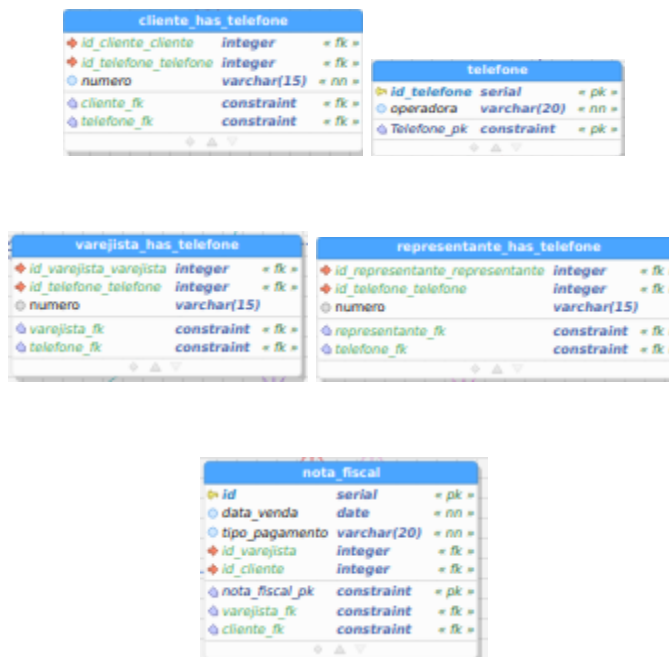 cliente_has_telefone
id_cliente_cliente integer « fk »
id_telefone_telefone integer « fk »
numero varchar(15) « nn »
cliente_fk constraint « fk »
telefone_fk constraint « fk »
telefone
id_telefone serial « pk »
operadora varchar(20) « nn »
Telefone_pk constraint « pk »
varejista_has_telefone
id_varejista_varejista integer « fk »
id_telefone_telefone integer « fk »
numero varchar(15)
varejista_fk constraint « fk »
telefone_fk constraint « fk »
representante_has_telefone
id_representante_representante integer « fk
id_telefone_telefone integer « fk
numero varchar(15)
representante_fk constraint « fk
telefone_fk constraint « fk
nota_fiscal
id serial « pk »
data_venda date « nn »
tipo_pagamento varchar(20) « nn »
id_varejista integer « fk »
id_cliente integer « fk »
nota_fiscal_pk constraint « pk »
varejista_fk constraint « fk »
cliente_fk constraint « fk »